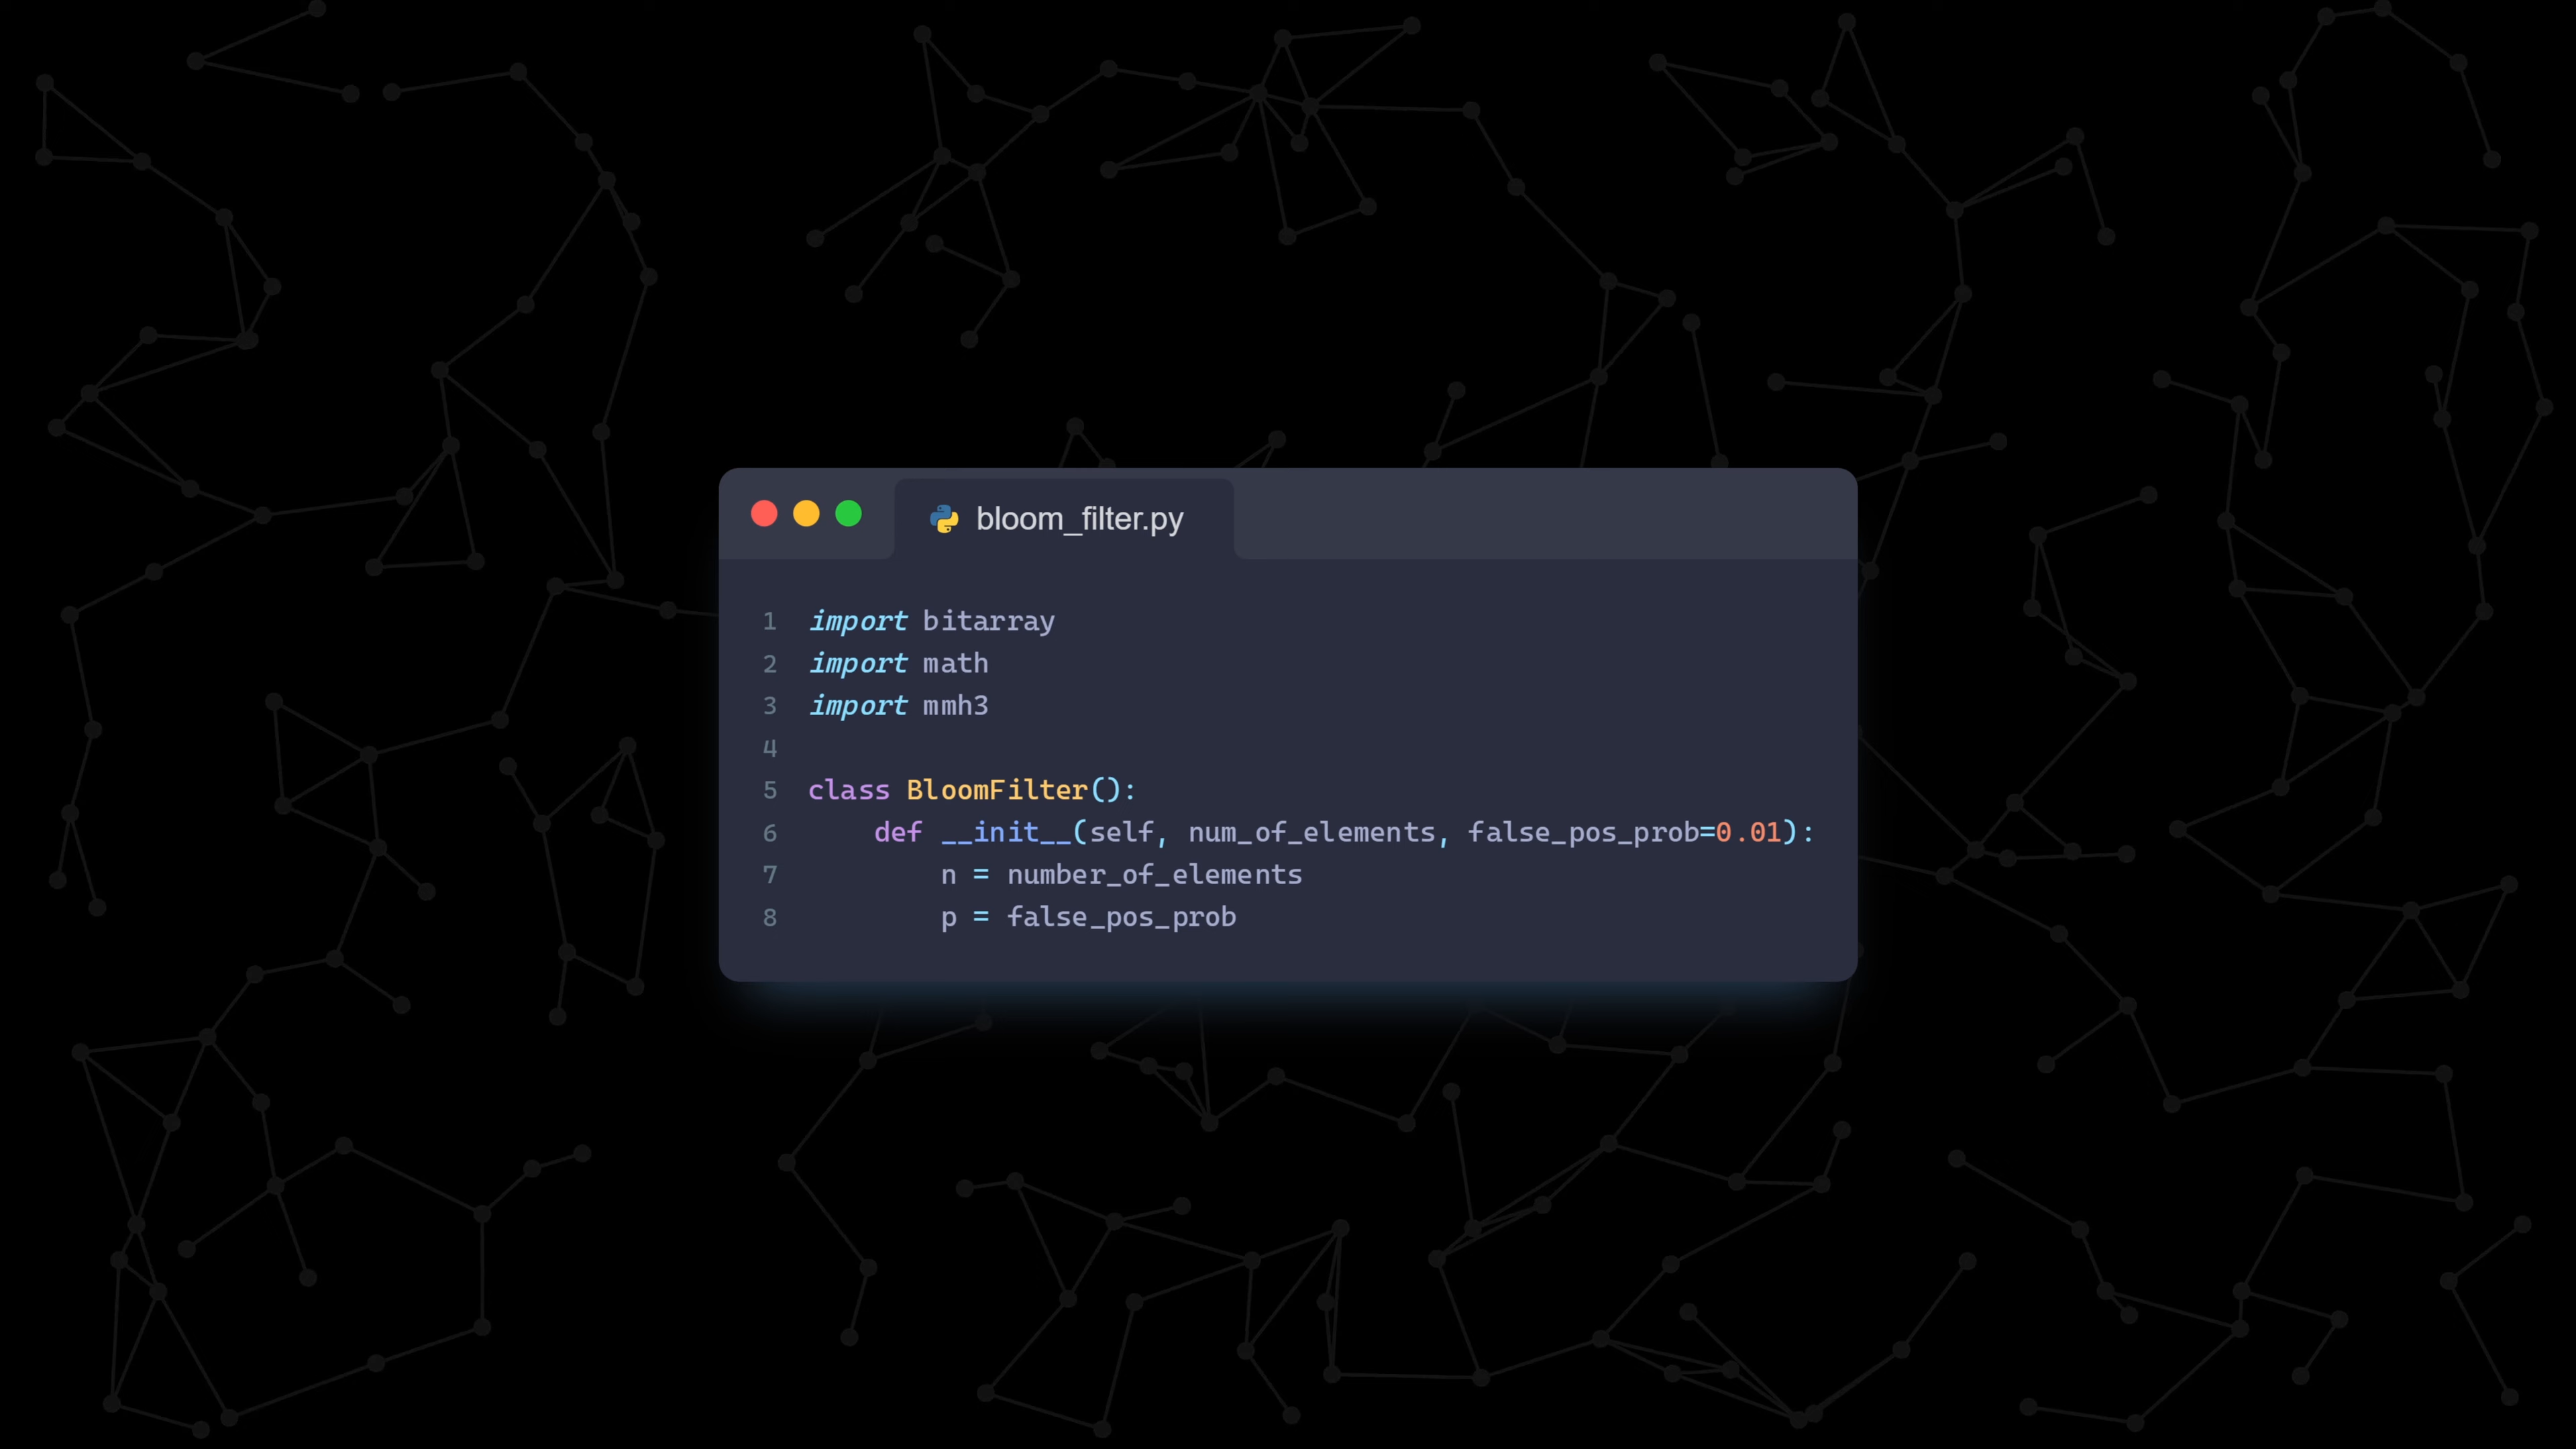 bloom_filter.py
1 import bitarray
2 import math
3 import mmh3
4
5 class BloomFilter():
6     def __init__(self, num_of_elements, false_pos_prob=0.01):
7         n = number_of_elements
8         p = false_pos_prob